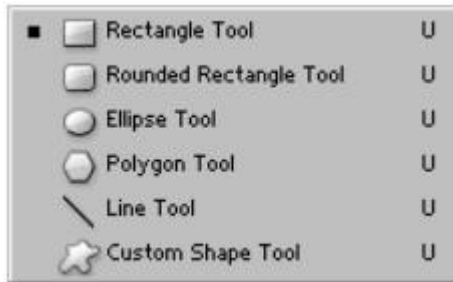 Rectangle Tool U
Rounded Rectangle Tool U
Ellipse Tool U
Polygon Tool U
Line Tool U
Custom Shape Tool U